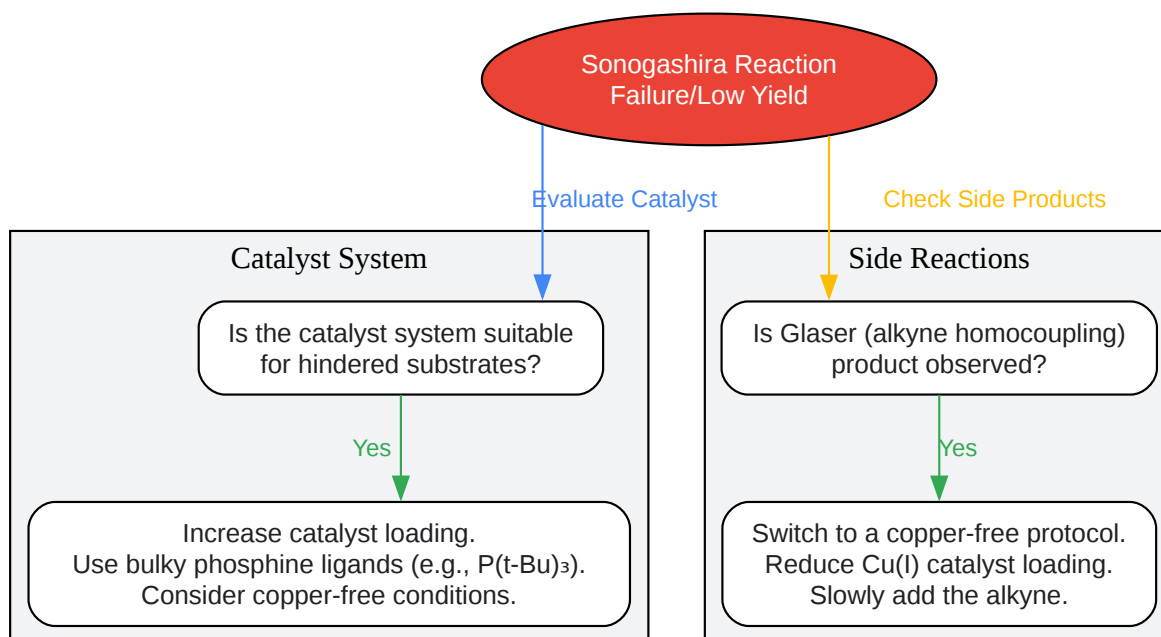 Sonogashira Reaction
Failure/Low Yield
Evaluate Catalyst
Check Side Products
Catalyst System
Side Reactions
Is the catalyst system suitable
for hindered substrates?
Is Glaser (alkyne homocoupling)
product observed?
Yes
Yes
Increase catalyst loading.
Use bulky phosphine ligands (e.g., P(t-Bu)₃).
Consider copper-free conditions.
Switch to a copper-free protocol.
Reduce Cu(I) catalyst loading.
Slowly add the alkyne.